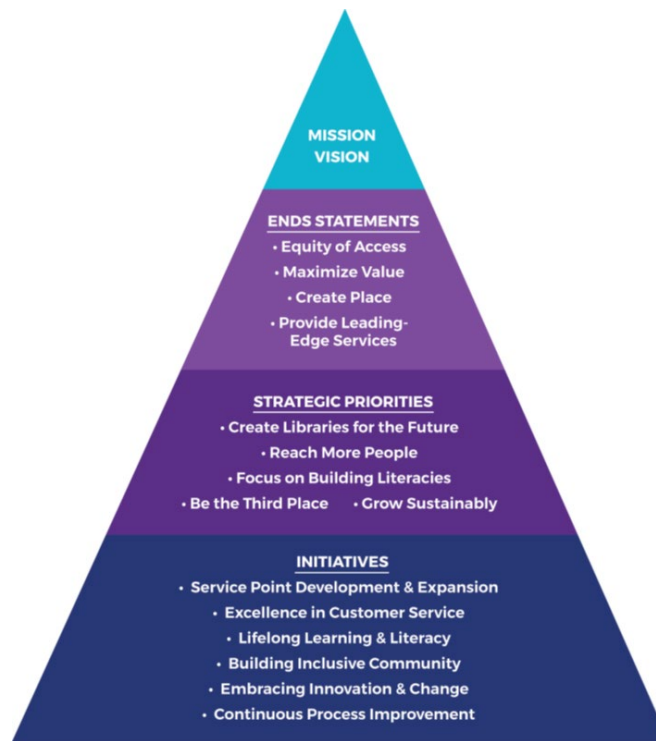 MISSION
VISION
ENDS STATEMENTS
• Equity of Access
• Maximize Value
• Create Place
• Provide Leading-
Edge Services
STRATEGIC PRIORITIES
• Create Libraries for the Future
• Reach More People
• Focus on Building Literacies
• Be the Third Place • Grow Sustainably
INITIATIVES
• Service Point Development & Expansion
• Excellence in Customer Service
• Lifelong Learning & Literacy
• Building Inclusive Community
• Embracing Innovation & Change
• Continuous Process Improvement